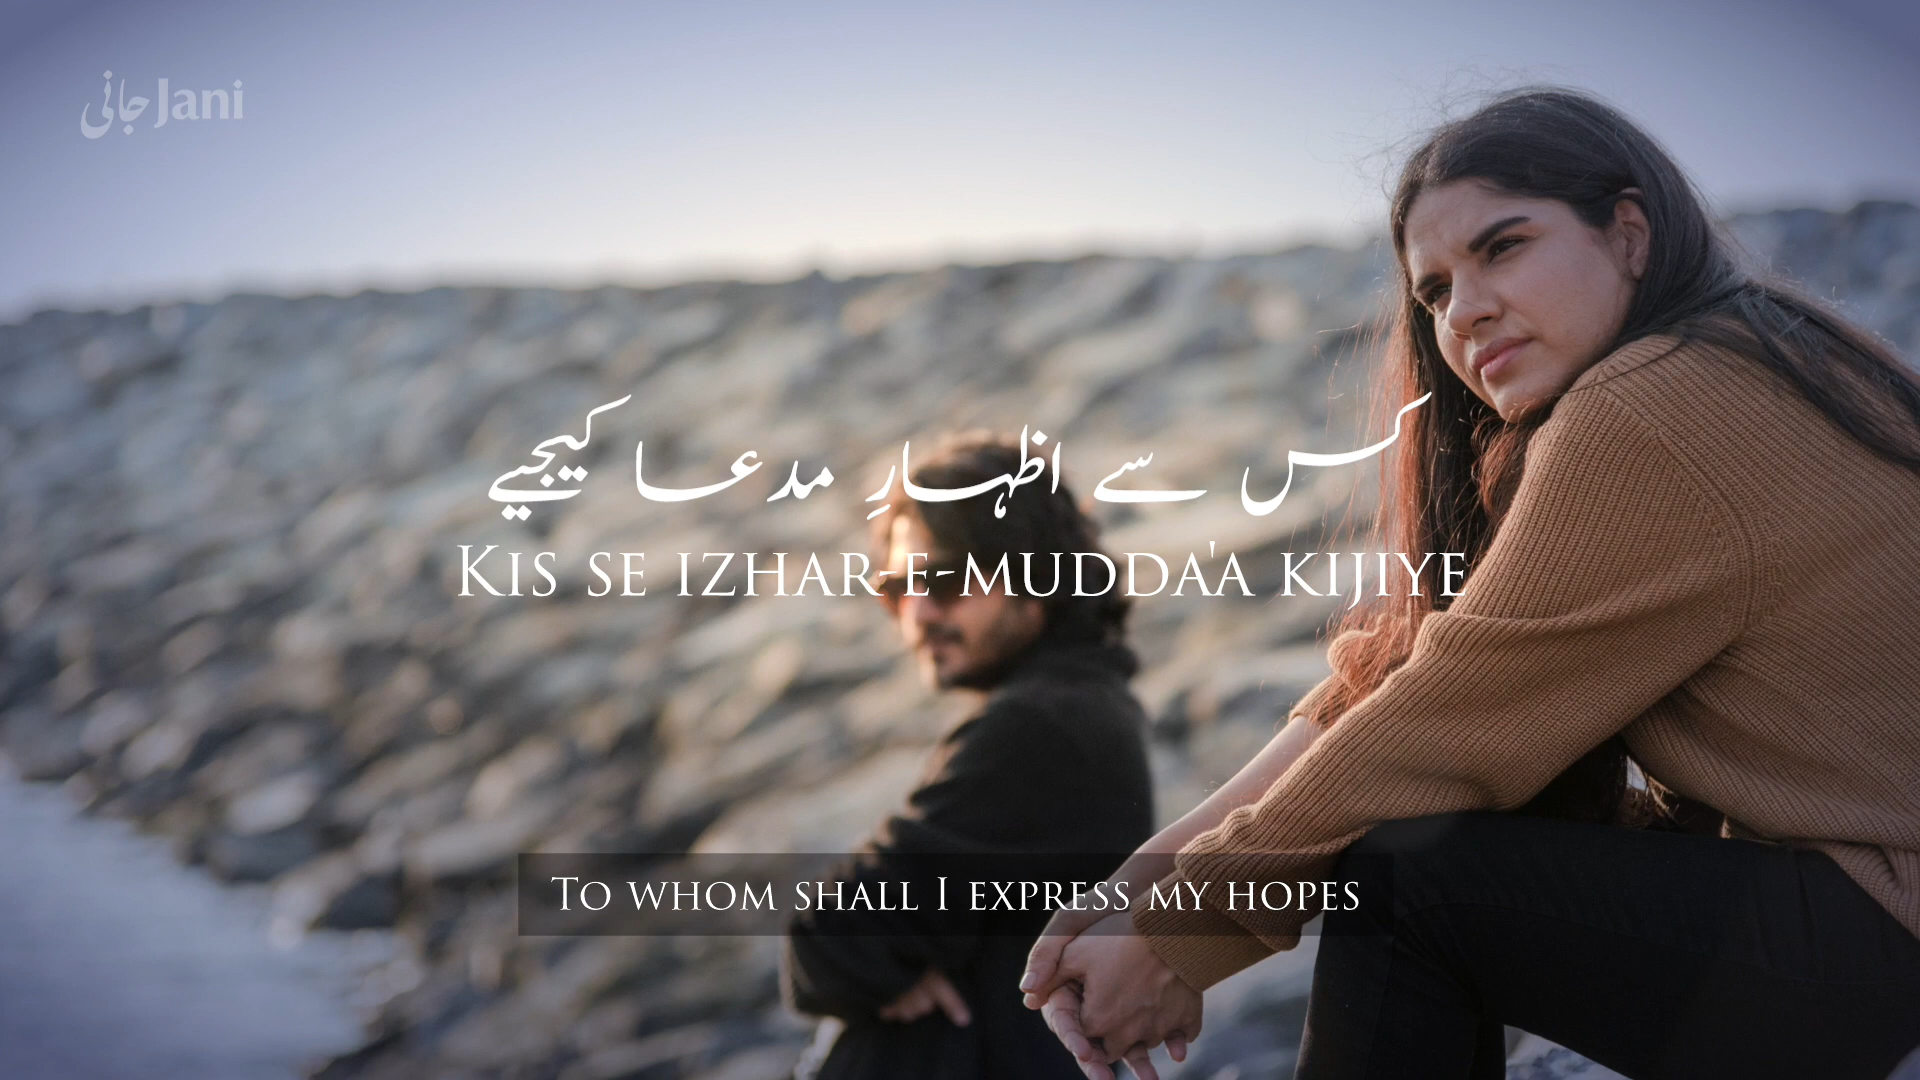 جانی Jani
کس سے اظہارِ مدعا کیجیے
Kis se izhar-e-mudda'a kijiye
To whom shall I express my hopes